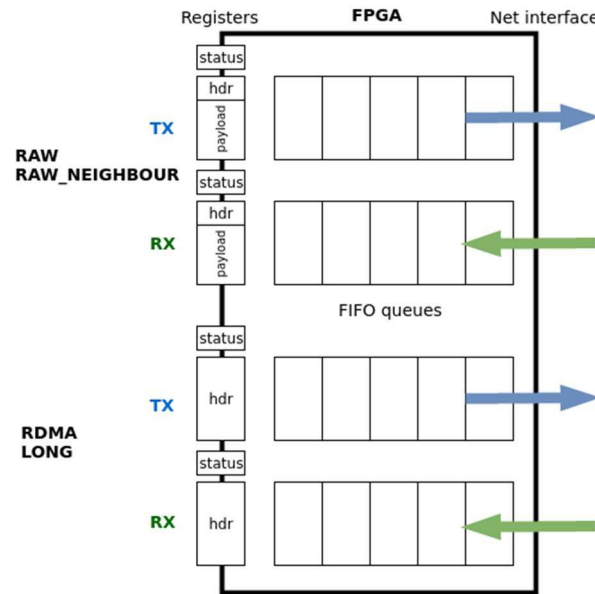 Registers
FPGA
Net interface
status
hdr
payload
TX
RAW
RAW_NEIGHBOUR
status
hdr
payload
RX
FIFO queues
status
hdr
TX
RDMA
LONG
status
hdr
RX